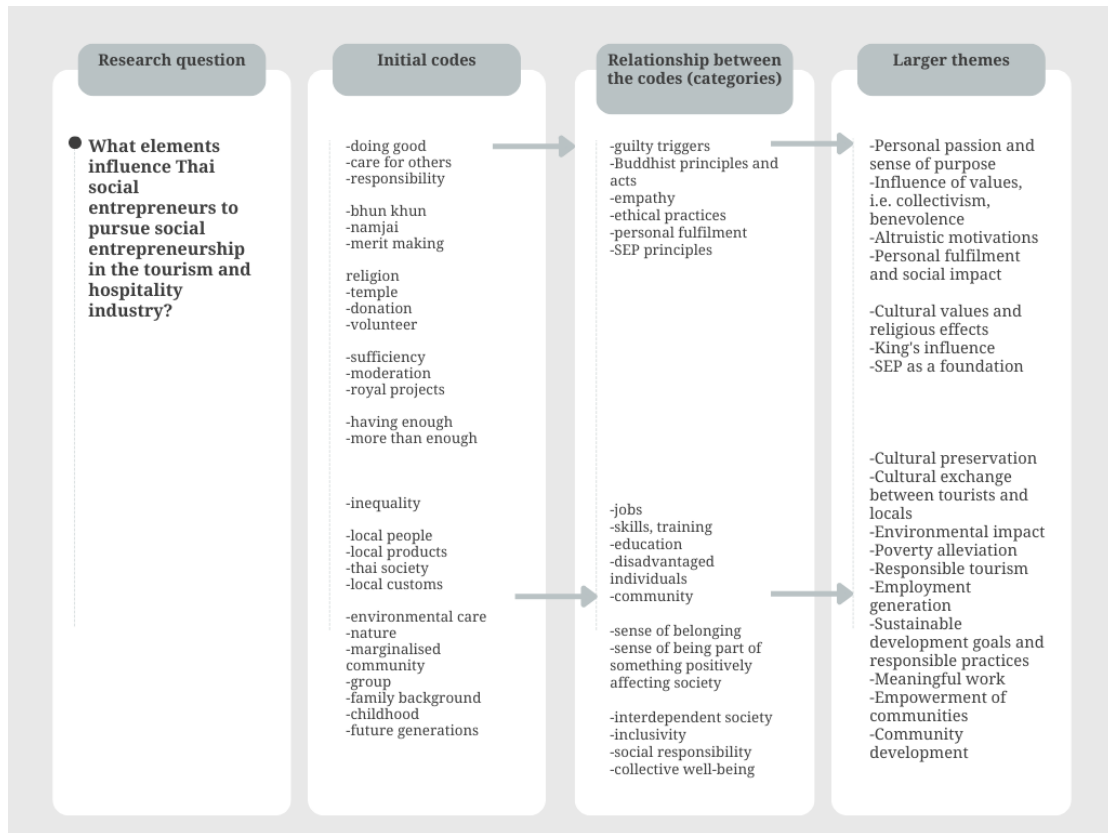 Research question
What elements
influence Thai
social
entrepreneurs to
pursue social
entrepreneurship
in the tourism and
hospitality
industry?
Initial codes
-doing good
-care for others
-responsibility
-bhun khun
-namjai
-merit making
religion
-temple
-donation
-volunteer
-sufficiency
-moderation
-royal projects
-having enough
-more than enough
-inequality
-local people
-local products
-thai society
-local customs
-environmental care
-nature
-marginalised
community
-group
-family background
-childhood
-future generations
Relationship between
the codes (categories)
-guilty triggers
-Buddhist principles and
acts
-empathy
-ethical practices
-personal fulfilment
-SEP principles
-jobs
-skills, training
-education
-disadvantaged
individuals
-community
-sense of belonging
-sense of being part of
something positively
affecting society
-interdependent society
-inclusivity
-social responsibility
-collective well-being
Larger themes
-Personal passion and
sense of purpose
-Influence of values,
i.e. collectivism,
benevolence
-Altruistic motivations
-Personal fulfilment
and social impact
-Cultural values and
religious effects
-King's influence
-SEP as a foundation
-Cultural preservation
-Cultural exchange
between tourists and
locals
-Environmental impact
-Poverty alleviation
-Responsible tourism
-Employment
generation
-Sustainable
development goals and
responsible practices
-Meaningful work
-Empowerment of
communities
-Community
development